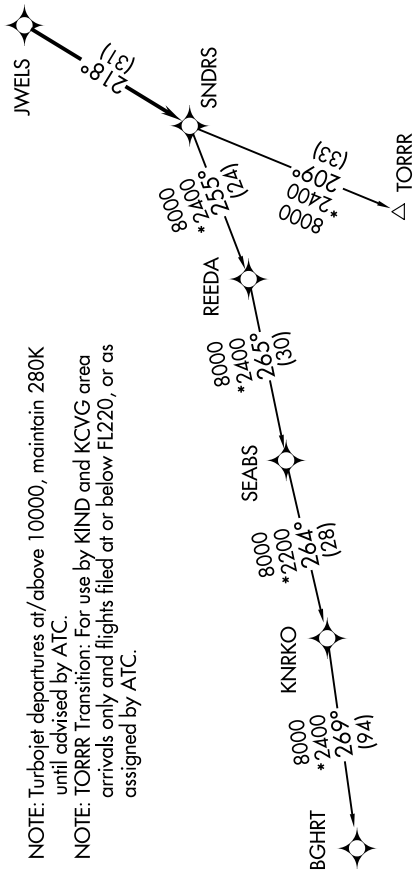 NOTE: Turbojet departures at/above 10000, maintain 280K
until advised by ATC.
NOTE: TORRR Transition: For use by KIND and KCVG area
arrivals only and flights filed at or below FL220, or as
assigned by ATC.
JWELS
218°
(31)
SNDRS
8000
*2400
209°
(33)
TORRR
8000
*2400
255°
(24)
REEDA
8000
*2400
265°
(30)
SEABS
8000
*2200
264°
(28)
KNRKO
8000
*2400
269°
(94)
BGHRT